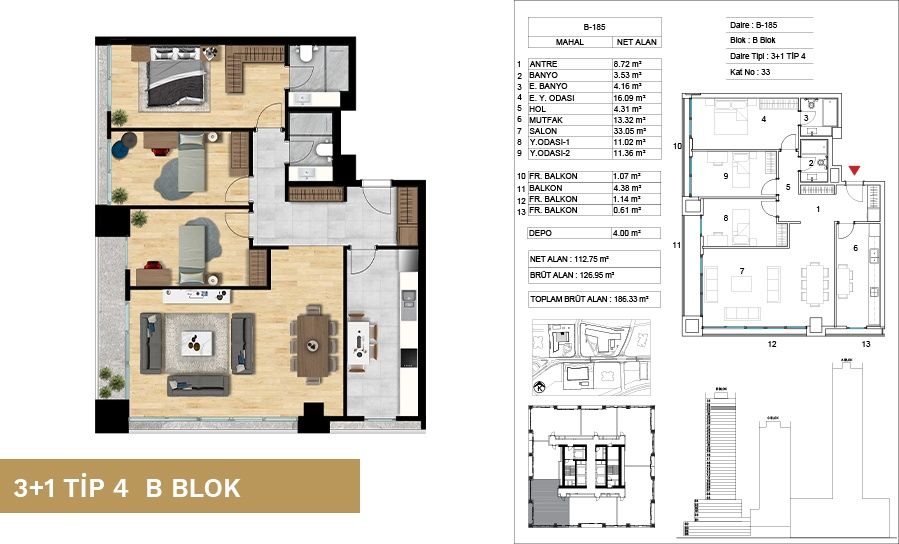 3+1 TİP 4 B BLOK
B-185
MAHAL NET ALAN
1 ANTRE 8.72 m²
2 BANYO 3.53 m²
3 E. BANYO 4.16 m²
4 E. Y. ODASI 16.09 m²
5 HOL 4.31 m²
6 MUTFAK 13.32 m²
7 SALON 33.05 m²
8 Y.ODASI-1 11.02 m²
9 Y.ODASI-2 11.36 m²
10 FR. BALKON 1.07 m²
11 BALKON 4.38 m²
12 FR. BALKON 1.14 m²
13 FR. BALKON 0.61 m²
DEPO 4.00 m²
NET ALAN : 112.75 m²
BRÜT ALAN : 126.95 m²
TOPLAM BRÜT ALAN : 186.33 m²
K
Daire : B-185
Blok : B Blok
Daire Tipi : 3+1 TİP 4
Kat No : 33
4
3
10
2
9
5
1
8
11
6
7
12
13
A BLOK
B BLOK